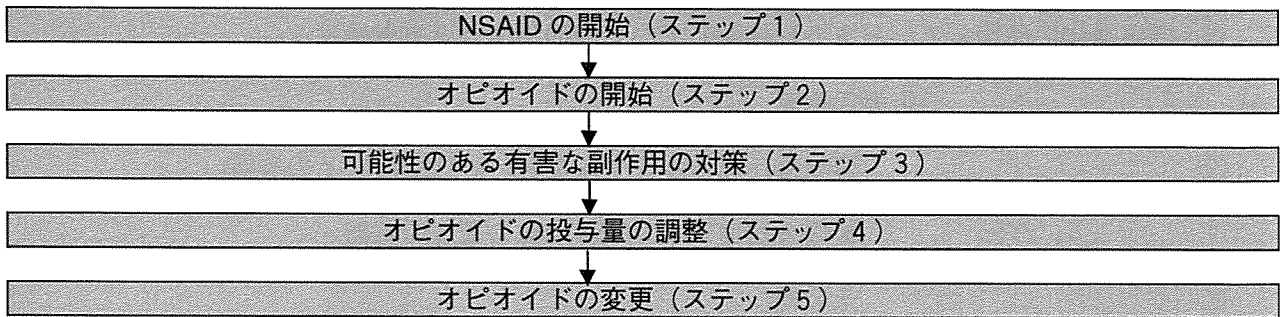 NSAID の開始（ステップ１）
オピオイドの開始（ステップ２）
可能性のある有害な副作用の対策（ステップ３）
オピオイドの投与量の調整（ステップ４）
オピオイドの変更（ステップ５）